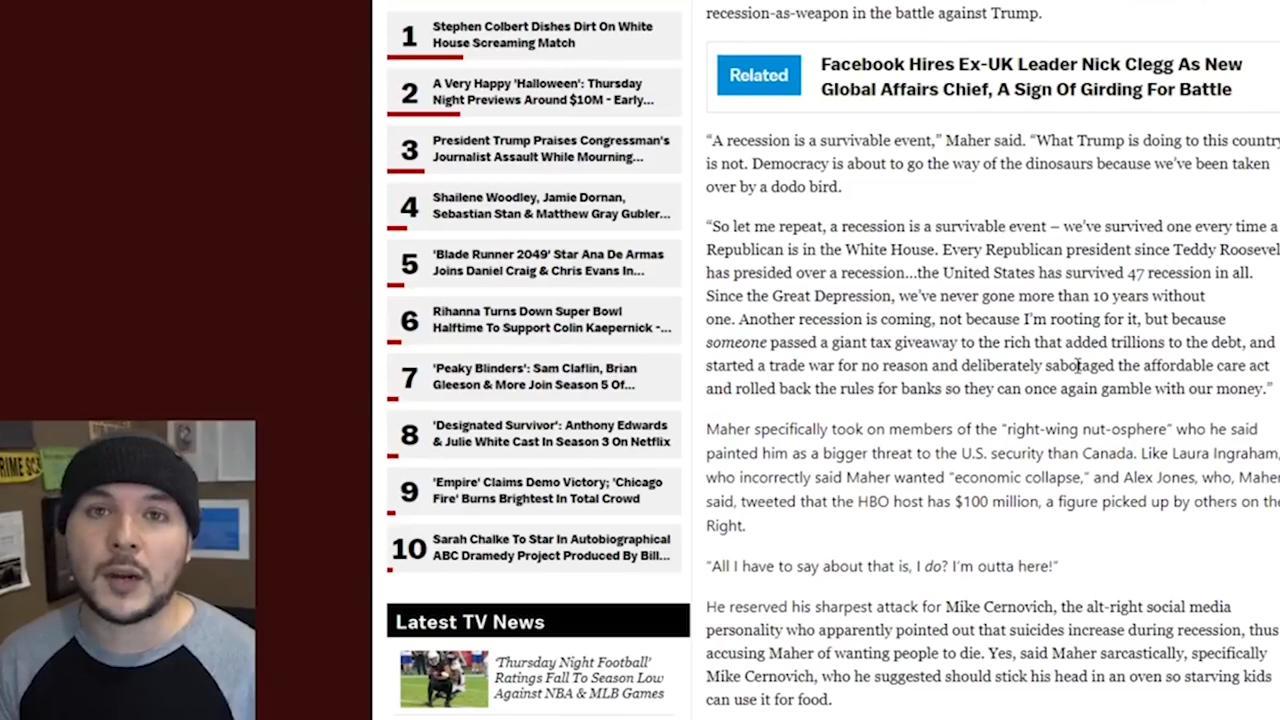 1
Stephen Colbert Dishes Dirt On White
House Screaming Match
2
A Very Happy 'Halloween': Thursday
Night Previews Around $10M - Early...
3
President Trump Praises Congressman's
Journalist Assault While Mourning...
4
Shailene Woodley, Jamie Dornan,
Sebastian Stan & Matthew Gray Gubler...
5
'Blade Runner 2049' Star Ana De Armas
Joins Daniel Craig & Chris Evans In...
6
Rihanna Turns Down Super Bowl
Halftime To Support Colin Kaepernick -...
7
'Peaky Blinders': Sam Claflin, Brian
Gleeson & More Join Season 5 Of...
8
'Designated Survivor': Anthony Edwards
& Julie White Cast In Season 3 On Netflix
9
'Empire' Claims Demo Victory; 'Chicago
Fire' Burns Brightest In Total Crowd
10
Sarah Chalke To Star In Autobiographical
ABC Dramedy Project Produced By Bill...
Latest TV News
'Thursday Night Football'
Ratings Fall To Season Low
Against NBA & MLB Games
recession-as-weapon in the battle against Trump.
Related
Facebook Hires Ex-UK Leader Nick Clegg As New
Global Affairs Chief, A Sign Of Girding For Battle
“A recession is a survivable event,” Maher said. “What Trump is doing to this country
is not. Democracy is about to go the way of the dinosaurs because we’ve been taken
over by a dodo bird.
“So let me repeat, a recession is a survivable event – we’ve survived one every time a
Republican is in the White House. Every Republican president since Teddy Roosevel
has presided over a recession…the United States has survived 47 recession in all.
Since the Great Depression, we’ve never gone more than 10 years without
one. Another recession is coming, not because I’m rooting for it, but because
someone passed a giant tax giveaway to the rich that added trillions to the debt, and
started a trade war for no reason and deliberately sabotaged the affordable care act
and rolled back the rules for banks so they can once again gamble with our money.”
Maher specifically took on members of the “right-wing nut-osphere” who he said
painted him as a bigger threat to the U.S. security than Canada. Like Laura Ingraham,
who incorrectly said Maher wanted “economic collapse,” and Alex Jones, who, Maher
said, tweeted that the HBO host has $100 million, a figure picked up by others on the
Right.
“All I have to say about that is, I do? I’m outta here!”
He reserved his sharpest attack for Mike Cernovich, the alt-right social media
personality who apparently pointed out that suicides increase during recession, thus
accusing Maher of wanting people to die. Yes, said Maher sarcastically, specifically
Mike Cernovich, who he suggested should stick his head in an oven so starving kids
can use it for food.